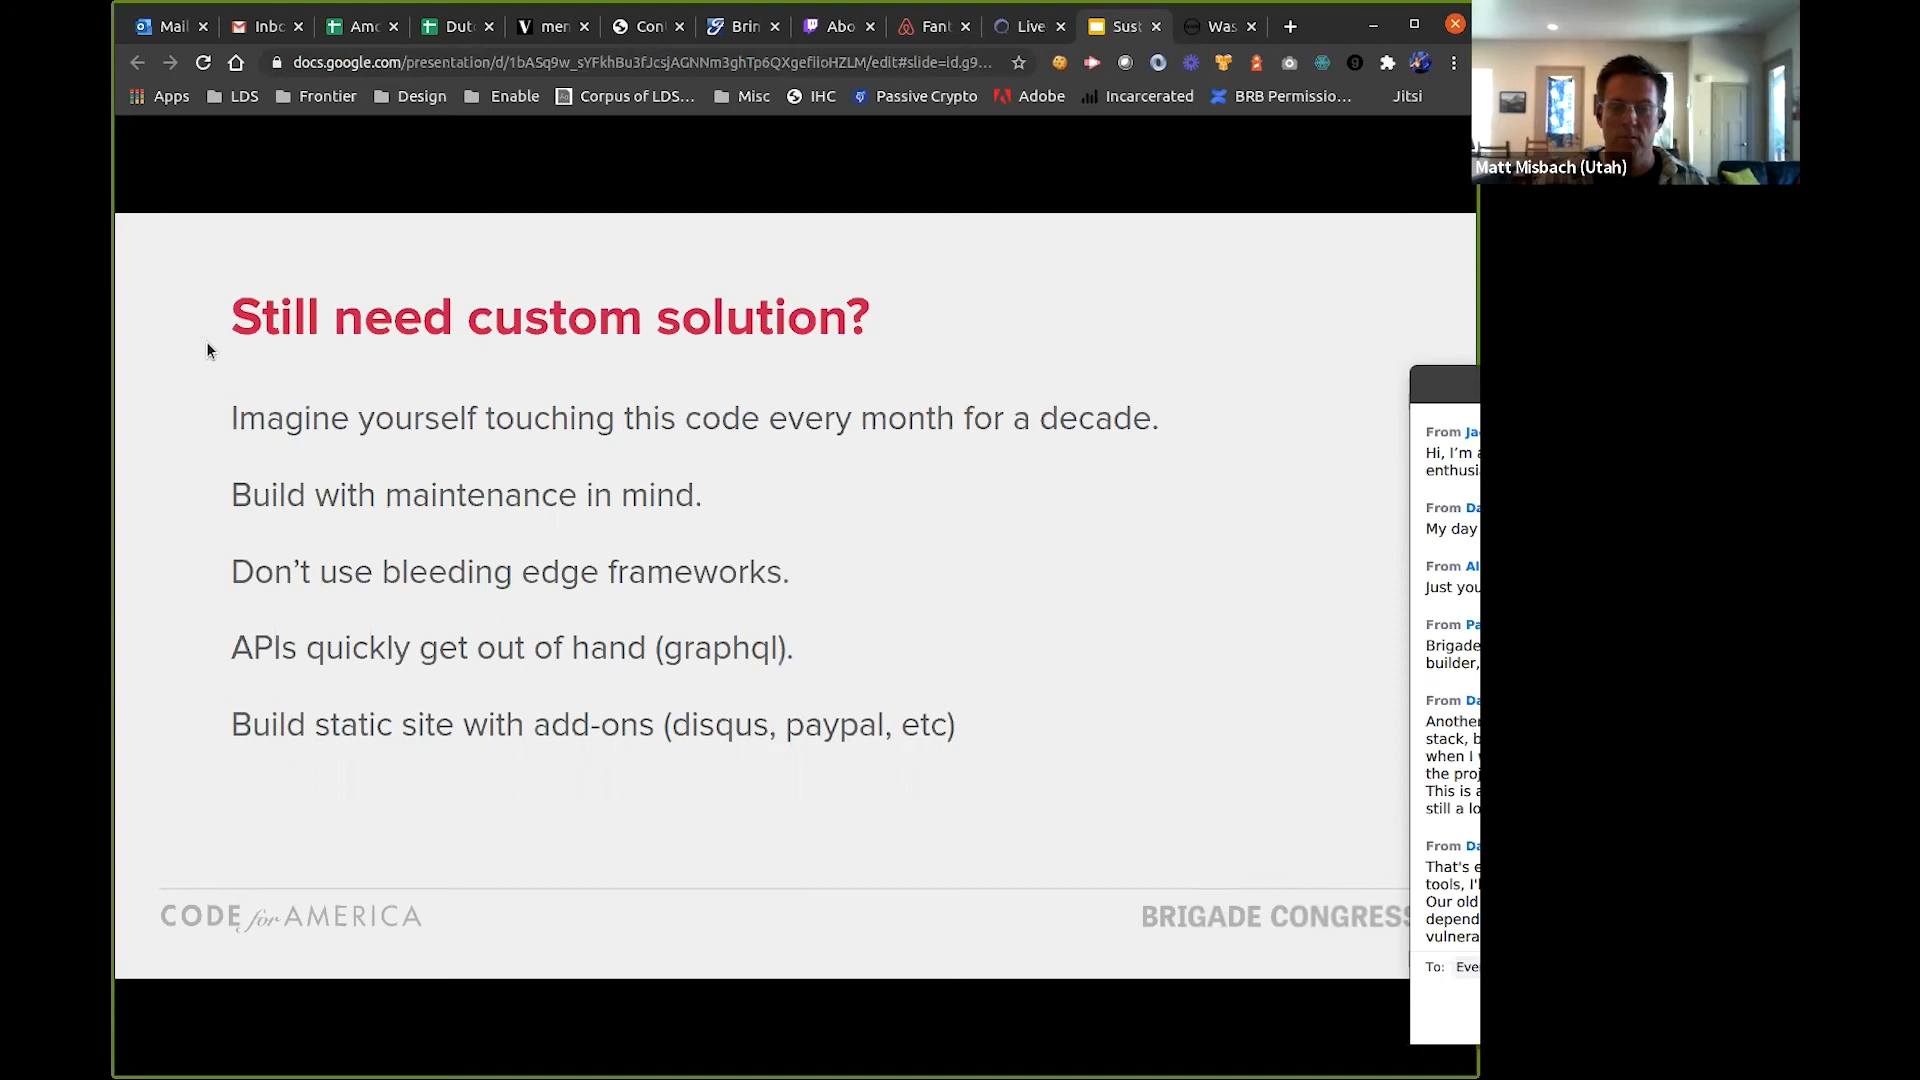 Mail Inbc Amc Dutc men Con Brin Abo Fant Live Sust Was
docs.google.com/presentation/d/1bASq9w_sYFkhBu3fJcsjAGNNm3ghTp6QXgefiioHZLM/edit#slide=id.g9...
Apps LDS Frontier Design Enable Corpus of LDS... Misc IHC Passive Crypto Adobe Incarcerated BRB Permissio... Jitsi
Matt Misbach (Utah)
Still need custom solution?
Imagine yourself touching this code every month for a decade.
Build with maintenance in mind.
Don’t use bleeding edge frameworks.
APIs quickly get out of hand (graphql).
Build static site with add-ons (disqus, paypal, etc)
CODE for AMERICA
BRIGADE CONGRESS
From Ja
Hi, I’m a
enthusi
From Da
My day
From Al
Just you
From Pa
Brigade
builder,
From Da
Another
stack, b
when I w
the proj
This is a
still a lo
From Da
That's e
tools, I'l
Our old
depend
vulnera
To: Eve